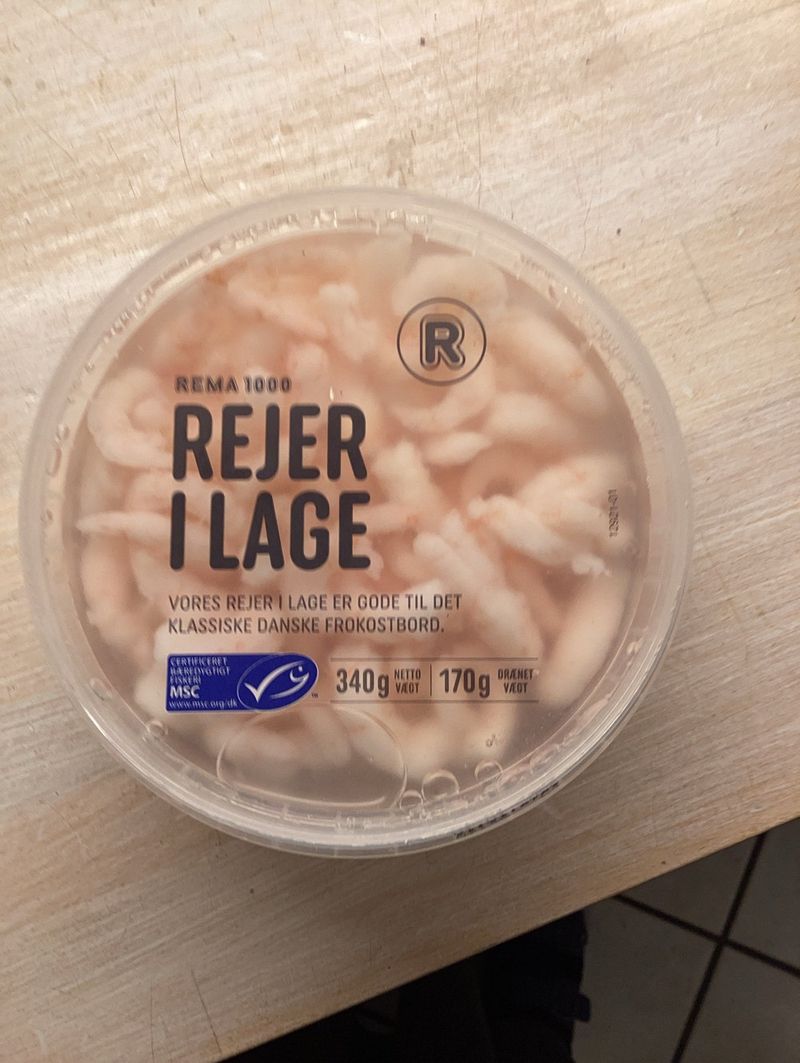 R
REMA 1000
REJER
I LAGE
VORES REJER I LAGE ER GODE TIL DET
KLASSISKE DANSKE FROKOSTBORD.
CERTIFICERET
BÆREDYGTIGT
FISKERI
MSC
www.msc.org/dk
TM
340g NETTO VÆGT
170g DRÆNET VÆGT